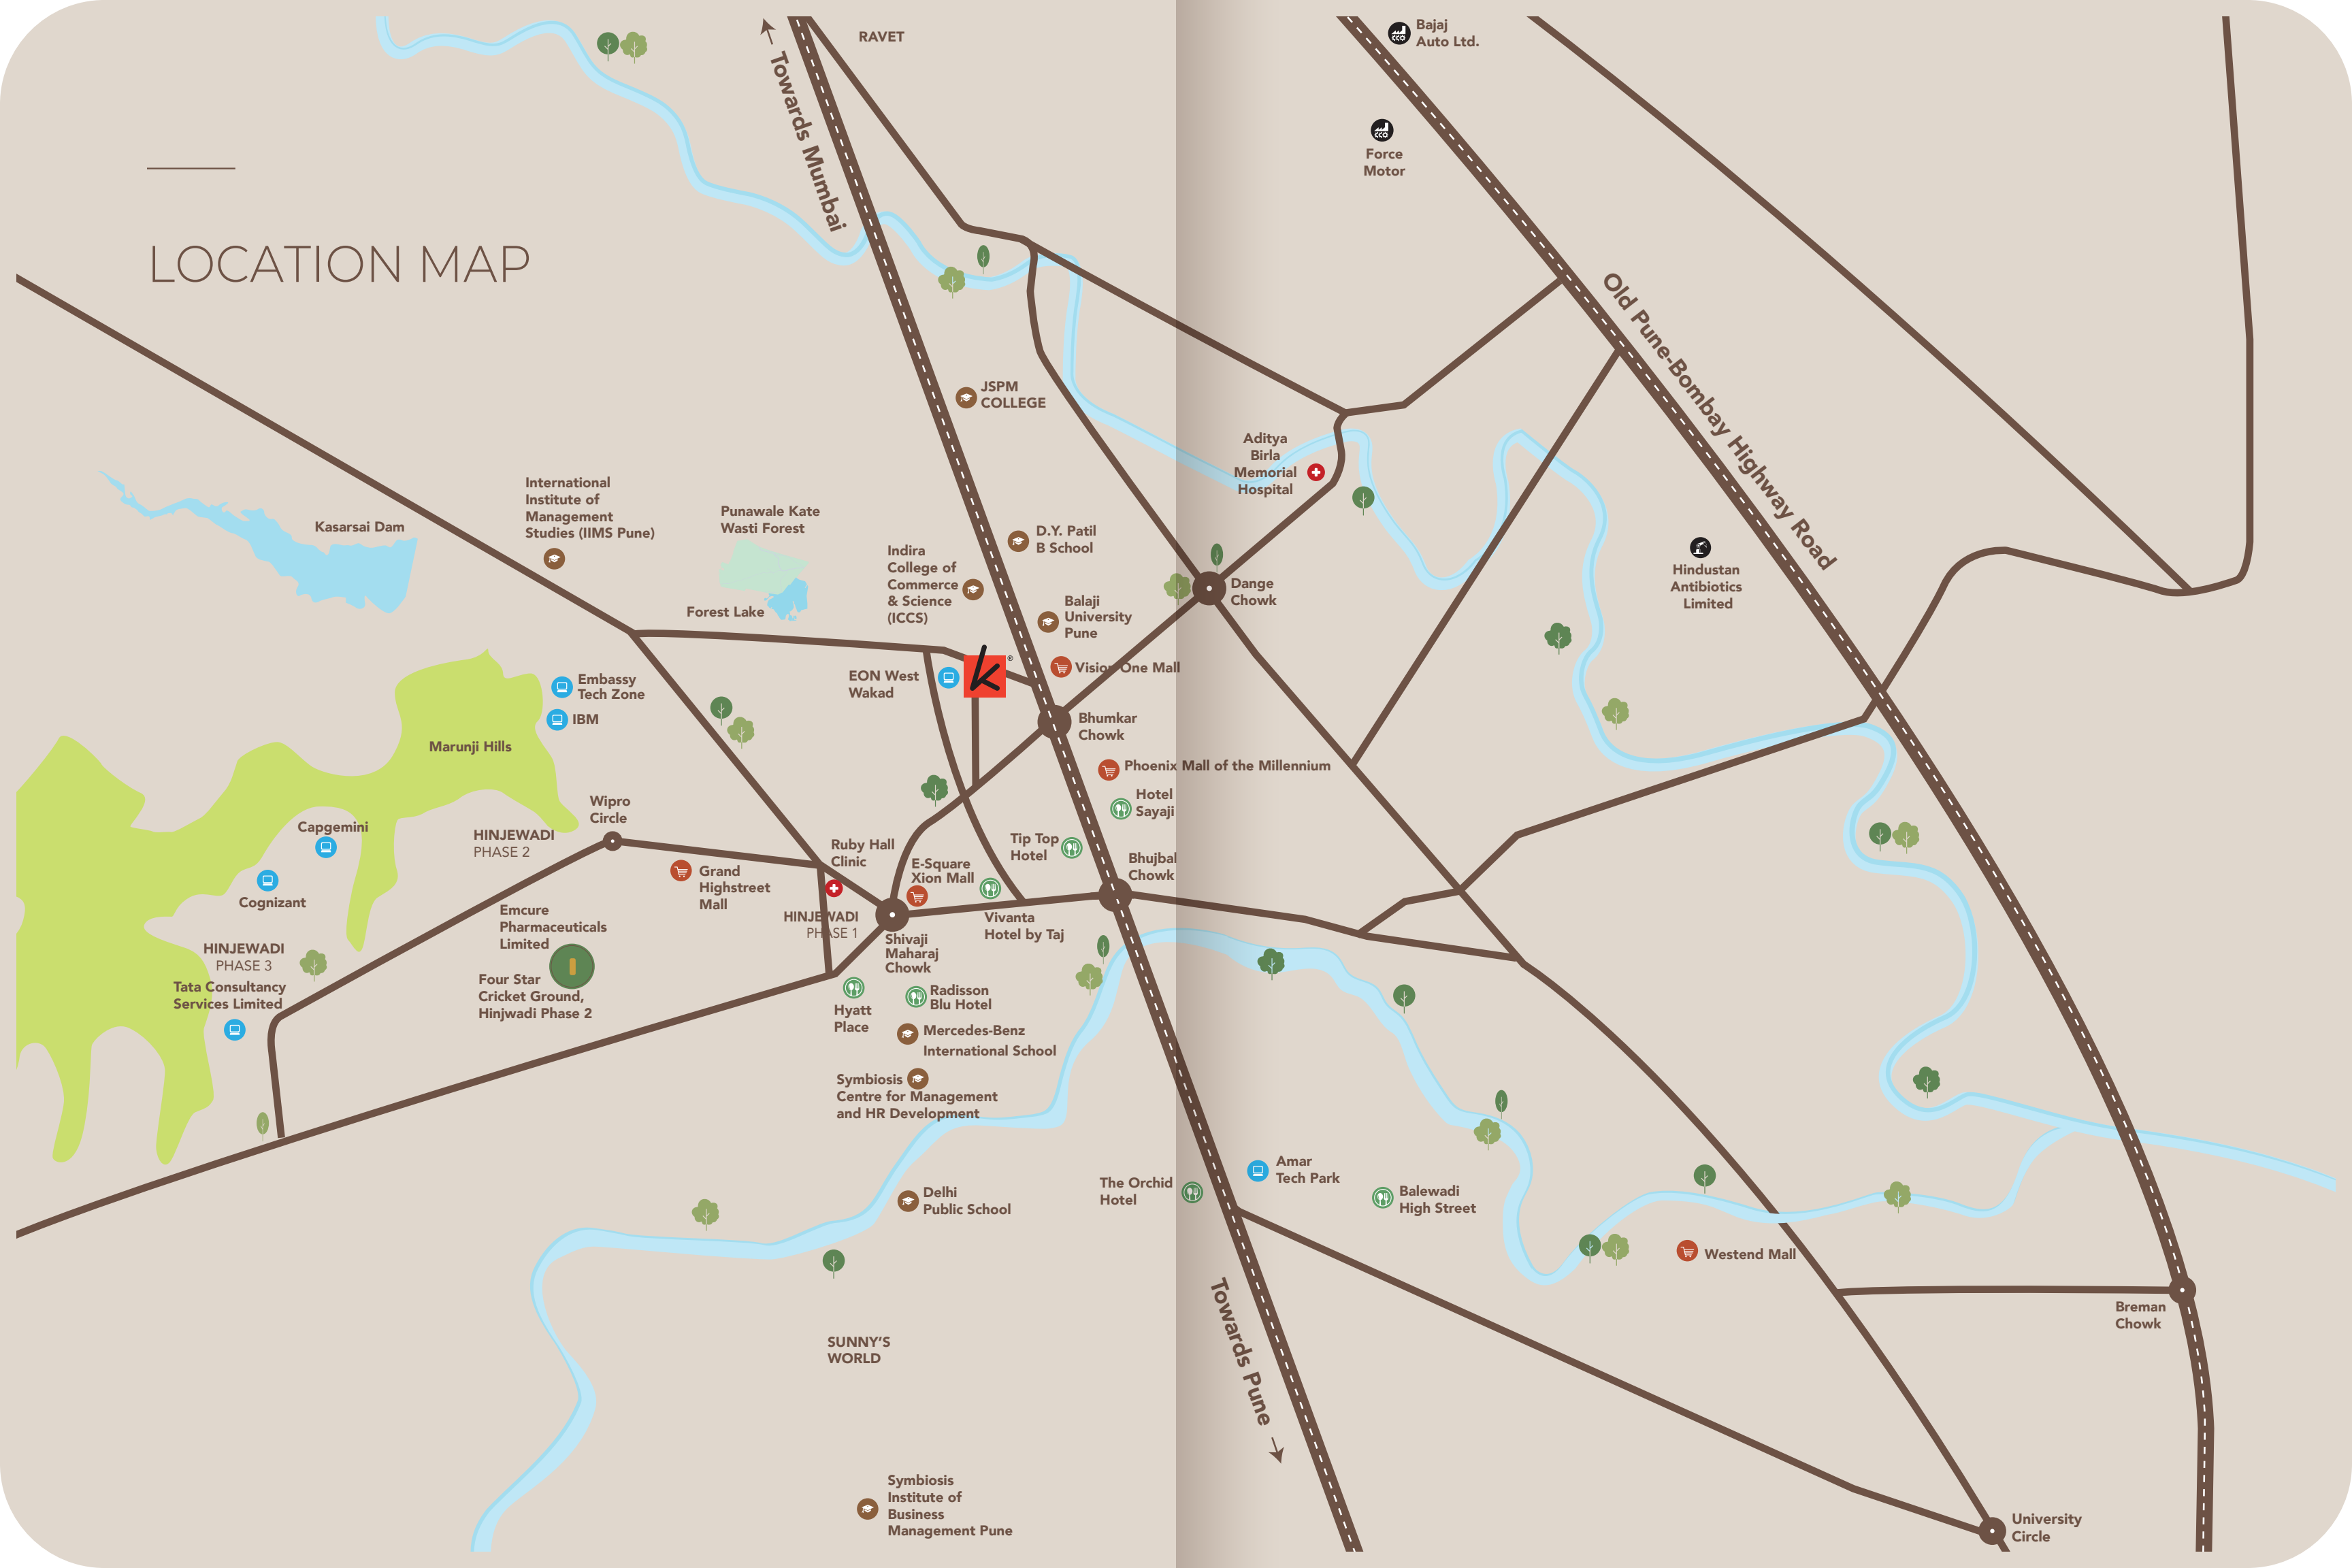 RAVET
Bajaj
Auto Ltd.
Towards Mumbai
Force
Motor
LOCATION MAP
Old Pune-Bombay Highway Road
JSPM
COLLEGE
Aditya
Birla
Memorial
Hospital
International
Institute of
Management
Studies (IIMS Pune)
Kasarsai Dam
Punawale Kate
Wasti Forest
Forest Lake
Indira
College of
Commerce
& Science
(ICCS)
D.Y. Patil
B School
Dange
Chowk
Hindustan
Antibiotics
Limited
Balaji
University
Pune
Vision One Mall
k
®
EON West
Wakad
Embassy
Tech Zone
IBM
Marunji Hills
Bhumkar
Chowk
Phoenix Mall of the Millennium
Hotel
Sayaji
Wipro
Circle
Capgemini
HINJEWADI
PHASE 2
Cognizant
Grand
Highstreet
Mall
Ruby Hall
Clinic
E-Square
Xion Mall
Tip Top
Hotel
Bhujbal
Chowk
Emcure
Pharmaceuticals
Limited
HINJEWADI
PHASE 1
Vivanta
Hotel by Taj
Shivaji
Maharaj
Chowk
HINJEWADI
PHASE 3
Tata Consultancy
Services Limited
Four Star
Cricket Ground,
Hinjwadi Phase 2
Hyatt
Place
Radisson
Blu Hotel
Mercedes-Benz
International School
Symbiosis
Centre for Management
and HR Development
Delhi
Public School
The Orchid
Hotel
Amar
Tech Park
Balewadi
High Street
Westend Mall
Breman
Chowk
Towards Pune
SUNNY'S
WORLD
Symbiosis
Institute of
Business
Management Pune
University
Circle